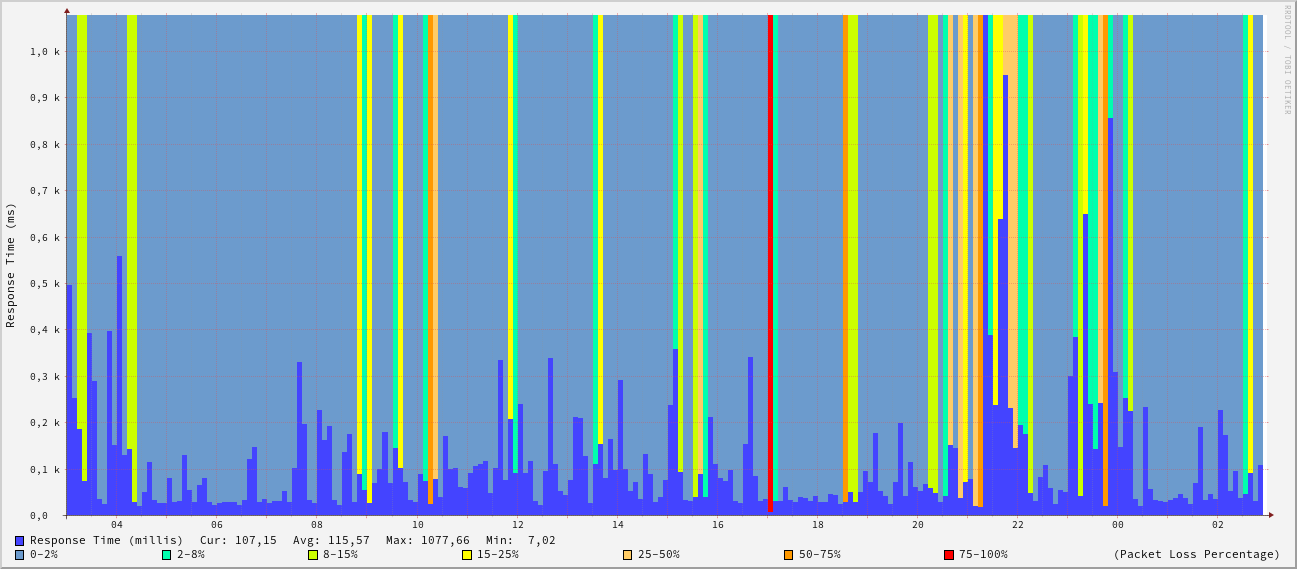 RRDTOOL / TOBI OETIKER
Response Time (ms)
1,0 k
0,9 k
0,8 k
0,7 k
0,6 k
0,5 k
0,4 k
0,3 k
0,2 k
0,1 k
0,0
04 06 08 10 12 14 16 18 20 22 00 02
Response Time (millis) Cur: 107,15 Avg: 115,57 Max: 1077,66 Min: 7,02
0-2% 2-8% 8-15% 15-25% 25-50% 50-75% 75-100% (Packet Loss Percentage)